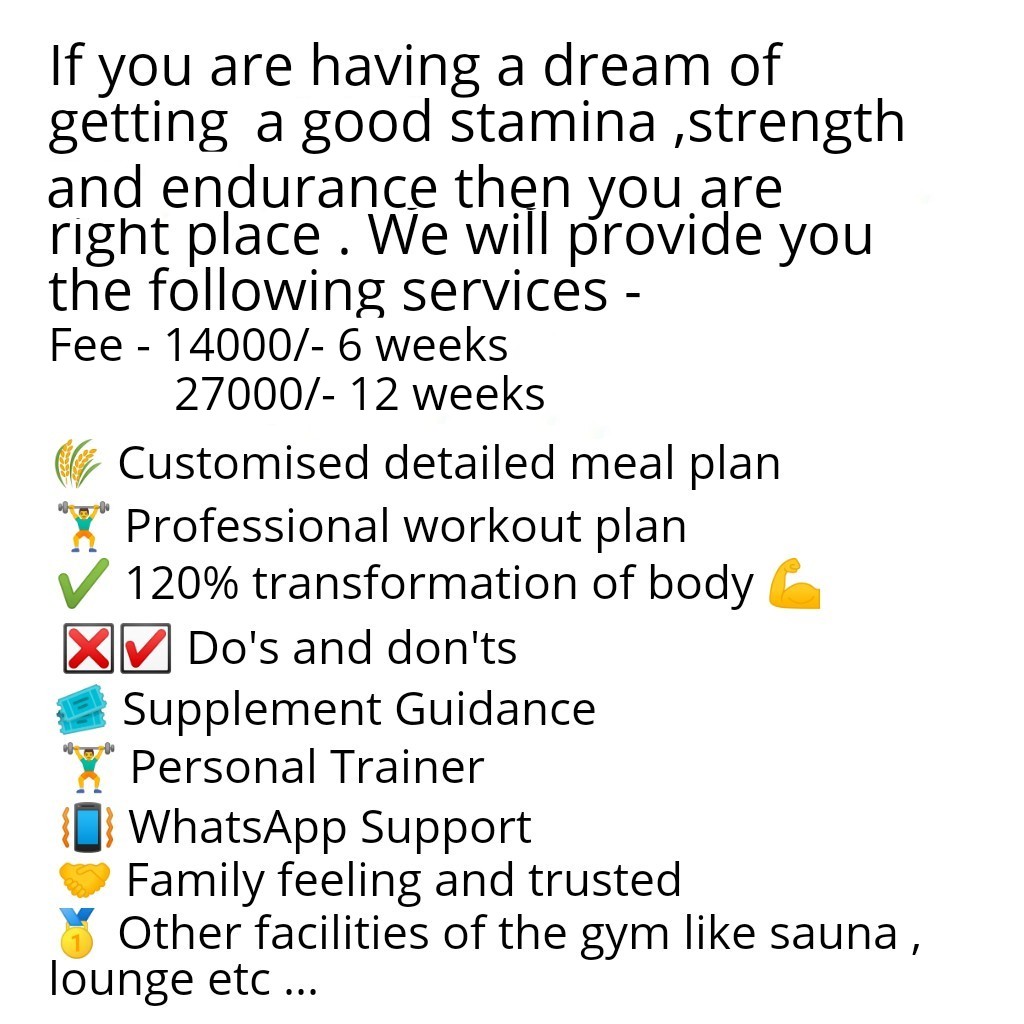 If you are having a dream of
getting a good stamina ,strength
and endurance then you are
right place . We will provide you
the following services -
Fee - 14000/- 6 weeks
27000/- 12 weeks
🌾 Customised detailed meal plan
🏋️‍♂️ Professional workout plan
✔️ 120% transformation of body 💪
❌✅ Do's and don'ts
🎟️ Supplement Guidance
🏋️‍♂️ Personal Trainer
📳 WhatsApp Support
🤝 Family feeling and trusted
🥇 Other facilities of the gym like sauna ,
lounge etc ...